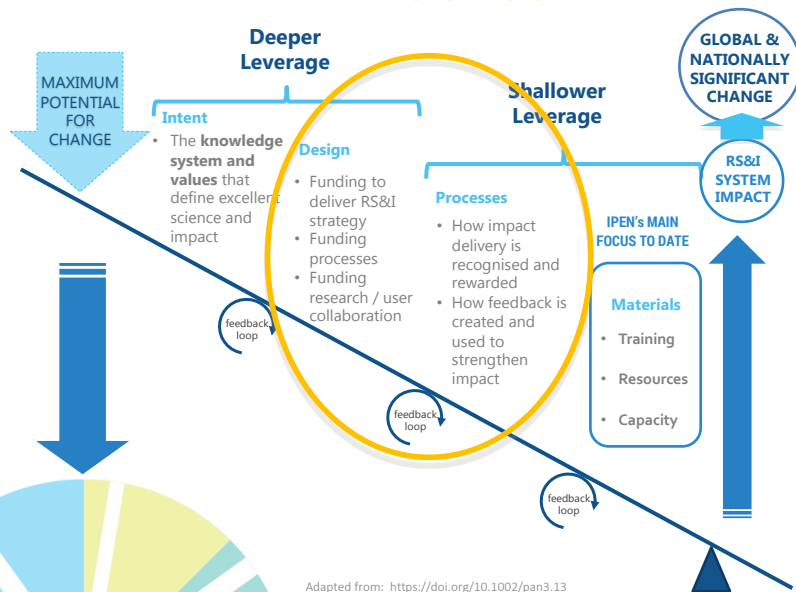 Deeper
Leverage
GLOBAL &
NATIONALLY
SIGNIFICANT
CHANGE
MAXIMUM
POTENTIAL
FOR
CHANGE
Shallower
Leverage
Intent
• The knowledge
system and
values that
define excellent
science and
impact
Design
• Funding to
deliver RS&I
strategy
• Funding
processes
• Funding
research / user
collaboration
Processes
• How impact
delivery is
recognised and
rewarded
• How feedback is
created and
used to
strengthen
impact
RS&I
SYSTEM
IMPACT
IPEN's MAIN
FOCUS TO DATE
Materials
• Training
• Resources
• Capacity
feedback
loop
feedback
loop
feedback
loop
Adapted from: https://doi.org/10.1002/pan3.13